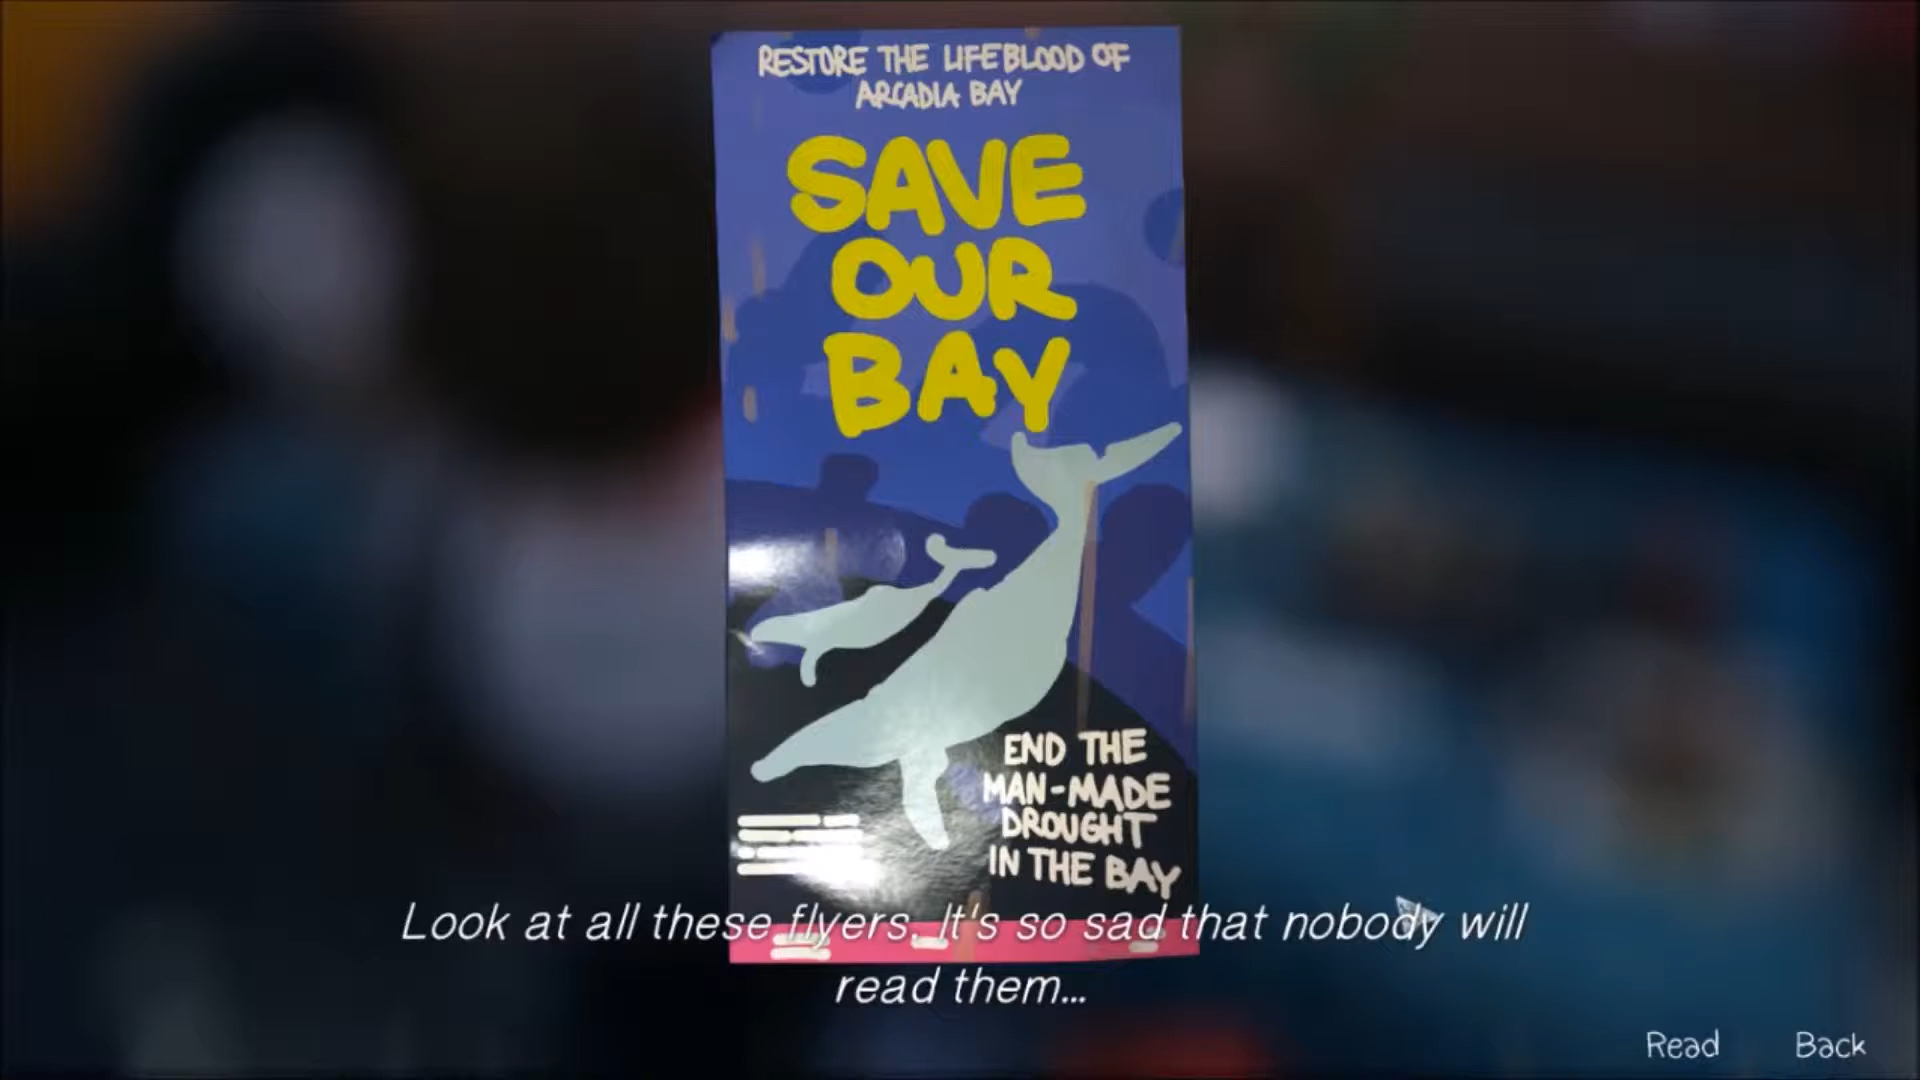 RESTORE THE LIFEBLOOD OF
ARCADIA BAY
SAVE
OUR
BAY
END THE
MAN-MADE
DROUGHT
IN THE BAY
Look at all these flyers. It's so sad that nobody will
read them...
Read Back